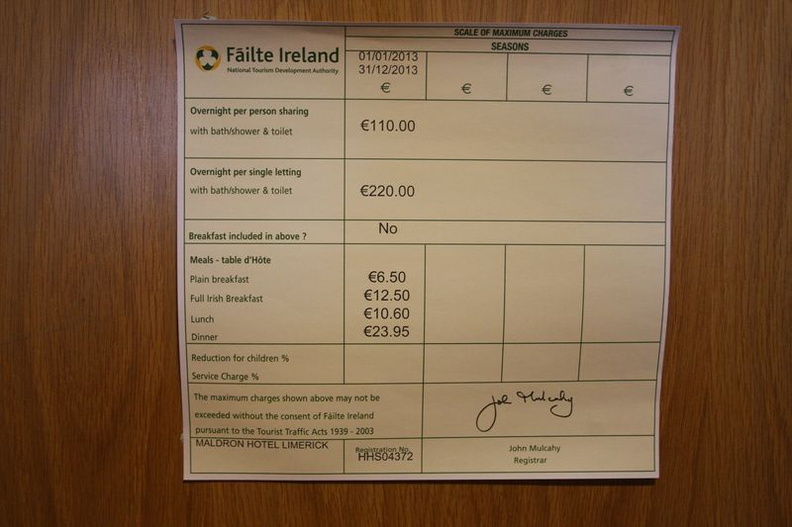 SCALE OF MAXIMUM CHARGES
SEASONS
Fáilte Ireland
National Tourism Development Authority
01/01/2013
31/12/2013
€ € € €
Overnight per person sharing
with bath/shower & toilet €110.00
Overnight per single letting
with bath/shower & toilet €220.00
Breakfast included in above ? No
Meals - table d'Hôte
Plain breakfast €6.50
Full Irish Breakfast €12.50
Lunch €10.60
Dinner €23.95
Reduction for children %
Service Charge %
The maximum charges shown above may not be
exceeded without the consent of Fáilte Ireland
pursuant to the Tourist Traffic Acts 1939 - 2003
John Mulcahy
MALDRON HOTEL LIMERICK
Registration No.
HHS04372
John Mulcahy
Registrar